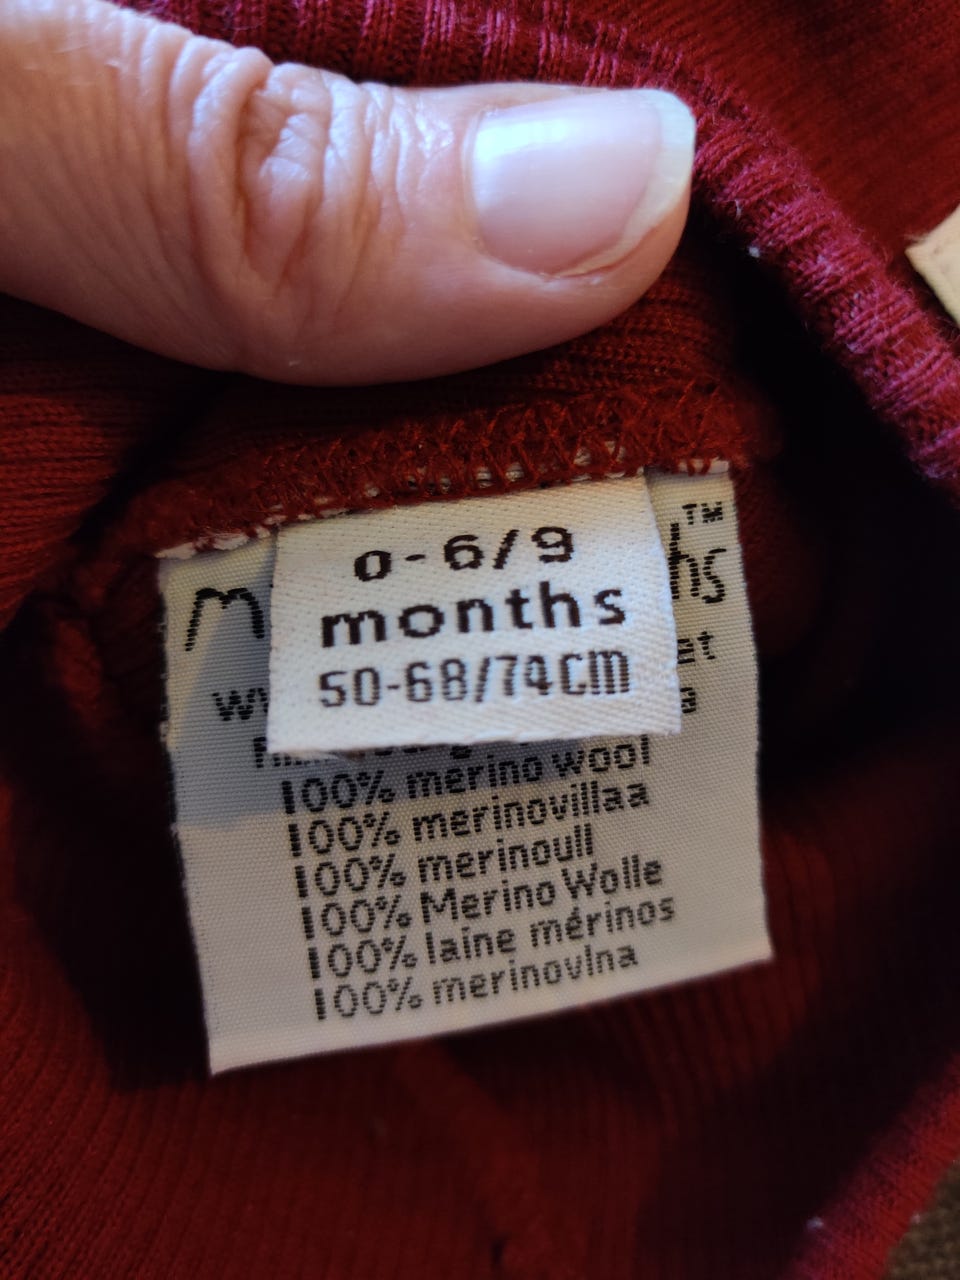 0-6/9
months
50-68/74cm
TM
100% merino wool
100% merinovillaa
100% merinoull
100% Merino Wolle
100% laine mérinos
100% merinovlna